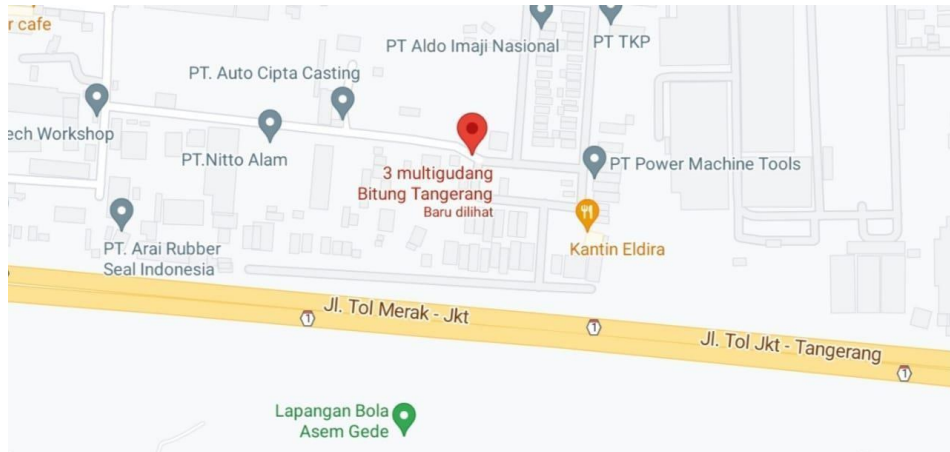 r cafe
PT Aldo Imaji Nasional
PT TKP
PT. Auto Cipta Casting
ech Workshop
PT.Nitto Alam
3 multigudang
Bitung Tangerang
Baru dilihat
PT Power Machine Tools
PT. Arai Rubber
Seal Indonesia
Kantin Eldira
Jl. Tol Merak - Jkt
1
1
Jl. Tol Jkt - Tangerang
1
Lapangan Bola
Asem Gede